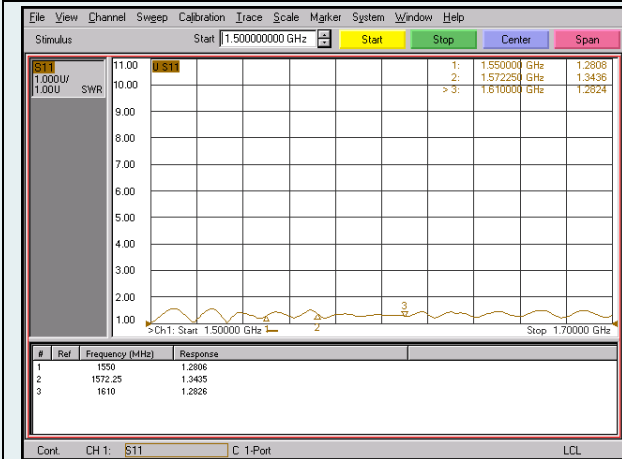 File View Channel Sweep Calibration Trace Scale Marker System Window Help
Stimulus Start 1.500000000 GHz Start Stop Center Span
S11
1.000U/
1.00U SWR
U S11
11.00
10.00
9.00
8.00
7.00
6.00
5.00
4.00
3.00
2.00
1.00
1: 1.550000 GHz 1.2808
2: 1.572250 GHz 1.3436
> 3: 1.610000 GHz 1.2824
1
2
3
>Ch1: Start 1.50000 GHz
Stop 1.70000 GHz
# Ref Frequency (MHz) Response
1 1550 1.2806
2 1572.25 1.3435
3 1610 1.2826
Cont. CH 1: S11 C 1-Port LCL